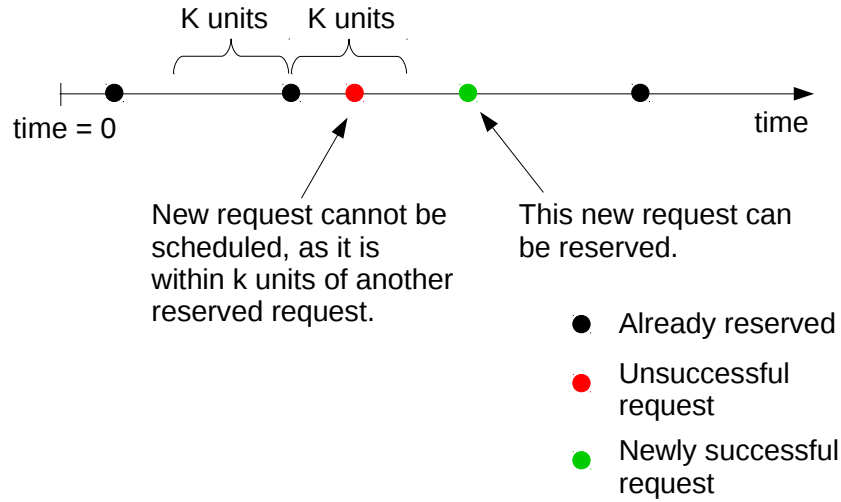 K units
K units
time = 0
time
New request cannot be
scheduled, as it is
within k units of another
reserved request.
This new request can
be reserved.
Already reserved
Unsuccessful
request
Newly successful
request